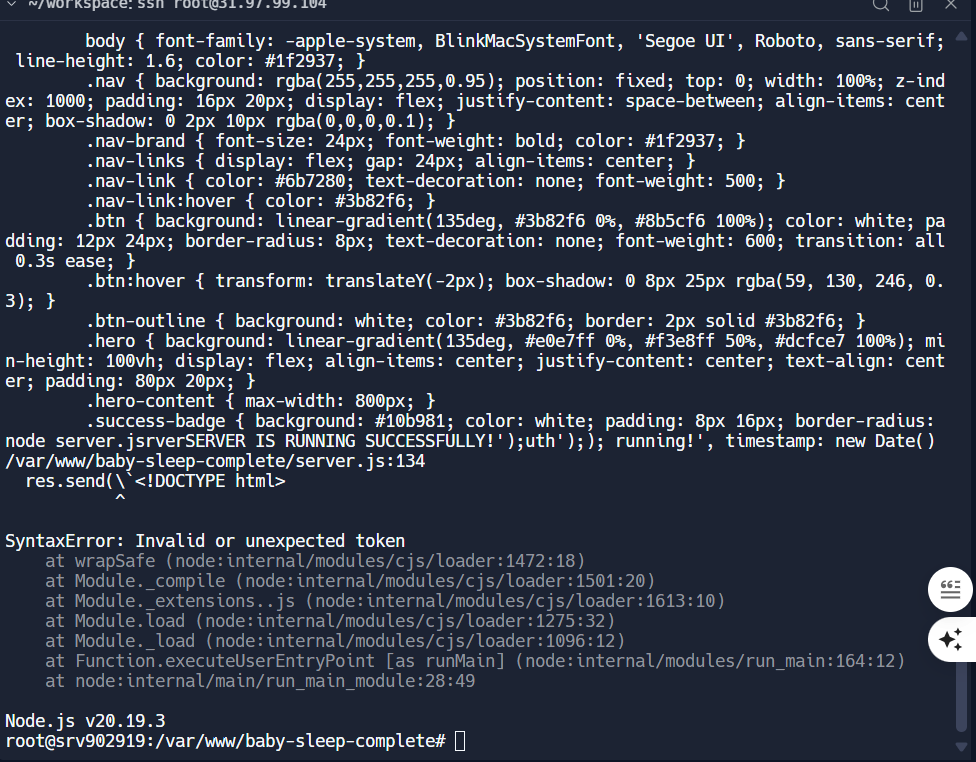 ~/workspace: ssh root@31.97.99.104
body { font-family: -apple-system, BlinkMacSystemFont, 'Segoe UI', Roboto, sans-serif;
line-height: 1.6; color: #1f2937; }
.nav { background: rgba(255,255,255,0.95); position: fixed; top: 0; width: 100%; z-ind
ex: 1000; padding: 16px 20px; display: flex; justify-content: space-between; align-items: cent
er; box-shadow: 0 2px 10px rgba(0,0,0,0.1); }
.nav-brand { font-size: 24px; font-weight: bold; color: #1f2937; }
.nav-links { display: flex; gap: 24px; align-items: center; }
.nav-link { color: #6b7280; text-decoration: none; font-weight: 500; }
.nav-link:hover { color: #3b82f6; }
.btn { background: linear-gradient(135deg, #3b82f6 0%, #8b5cf6 100%); color: white; pa
dding: 12px 24px; border-radius: 8px; text-decoration: none; font-weight: 600; transition: all
0.3s ease; }
.btn:hover { transform: translateY(-2px); box-shadow: 0 8px 25px rgba(59, 130, 246, 0.
3); }
.btn-outline { background: white; color: #3b82f6; border: 2px solid #3b82f6; }
.hero { background: linear-gradient(135deg, #e0e7ff 0%, #f3e8ff 50%, #dcfce7 100%); mi
n-height: 100vh; display: flex; align-items: center; justify-content: center; text-align: cent
er; padding: 80px 20px; }
.hero-content { max-width: 800px; }
.success-badge { background: #10b981; color: white; padding: 8px 16px; border-radius:
node server.jsrverSERVER IS RUNNING SUCCESSFULLY!');uth'); running!', timestamp: new Date()
/var/www/baby-sleep-complete/server.js:134
res.send(\`<!DOCTYPE html>
^
SyntaxError: Invalid or unexpected token
at wrapSafe (node:internal/modules/cjs/loader:1472:18)
at Module._compile (node:internal/modules/cjs/loader:1501:20)
at Module._extensions..js (node:internal/modules/cjs/loader:1613:10)
at Module.load (node:internal/modules/cjs/loader:1275:32)
at Module._load (node:internal/modules/cjs/loader:1096:12)
at Function.executeUserEntryPoint [as runMain] (node:internal/modules/run_main:164:12)
at node:internal/main/run_main_module:28:49
Node.js v20.19.3
root@srv902919:/var/www/baby-sleep-complete#